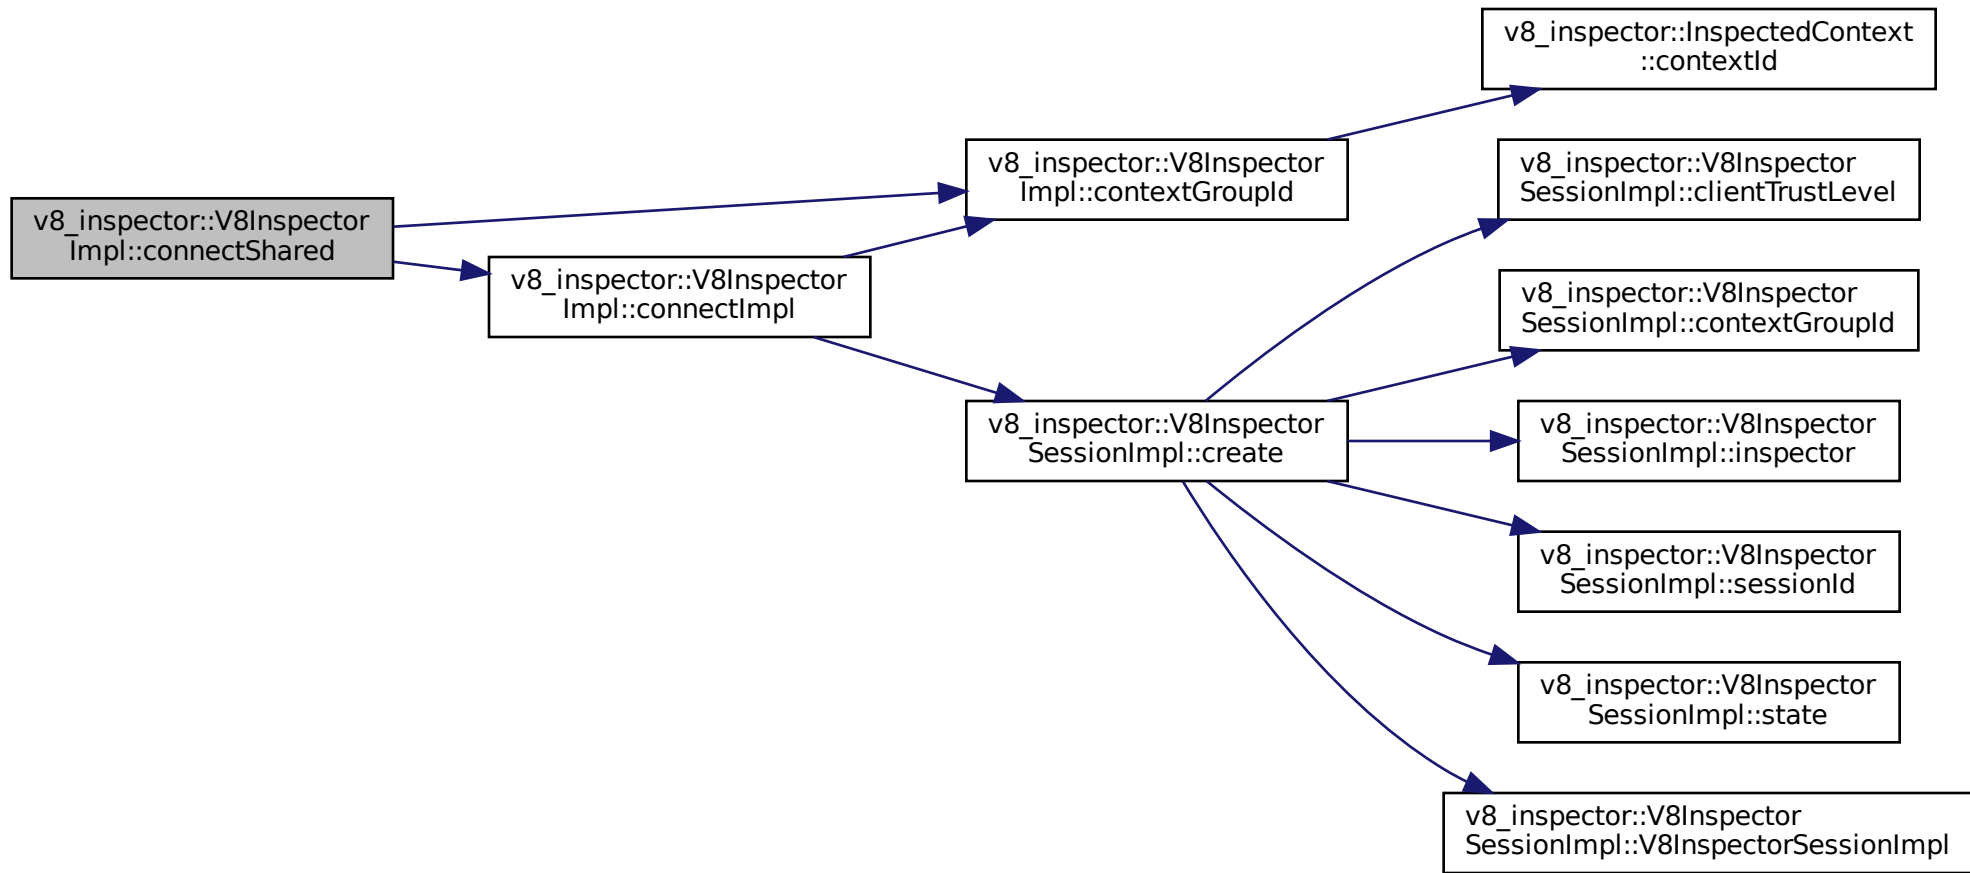 v8_inspector::V8Inspector
Impl::connectShared
v8_inspector::V8Inspector
Impl::connectImpl
v8_inspector::V8Inspector
Impl::contextGroupId
v8_inspector::V8Inspector
SessionImpl::create
v8_inspector::InspectedContext
::contextId
v8_inspector::V8Inspector
SessionImpl::clientTrustLevel
v8_inspector::V8Inspector
SessionImpl::contextGroupId
v8_inspector::V8Inspector
SessionImpl::inspector
v8_inspector::V8Inspector
SessionImpl::sessionId
v8_inspector::V8Inspector
SessionImpl::state
v8_inspector::V8Inspector
SessionImpl::V8InspectorSessionImpl